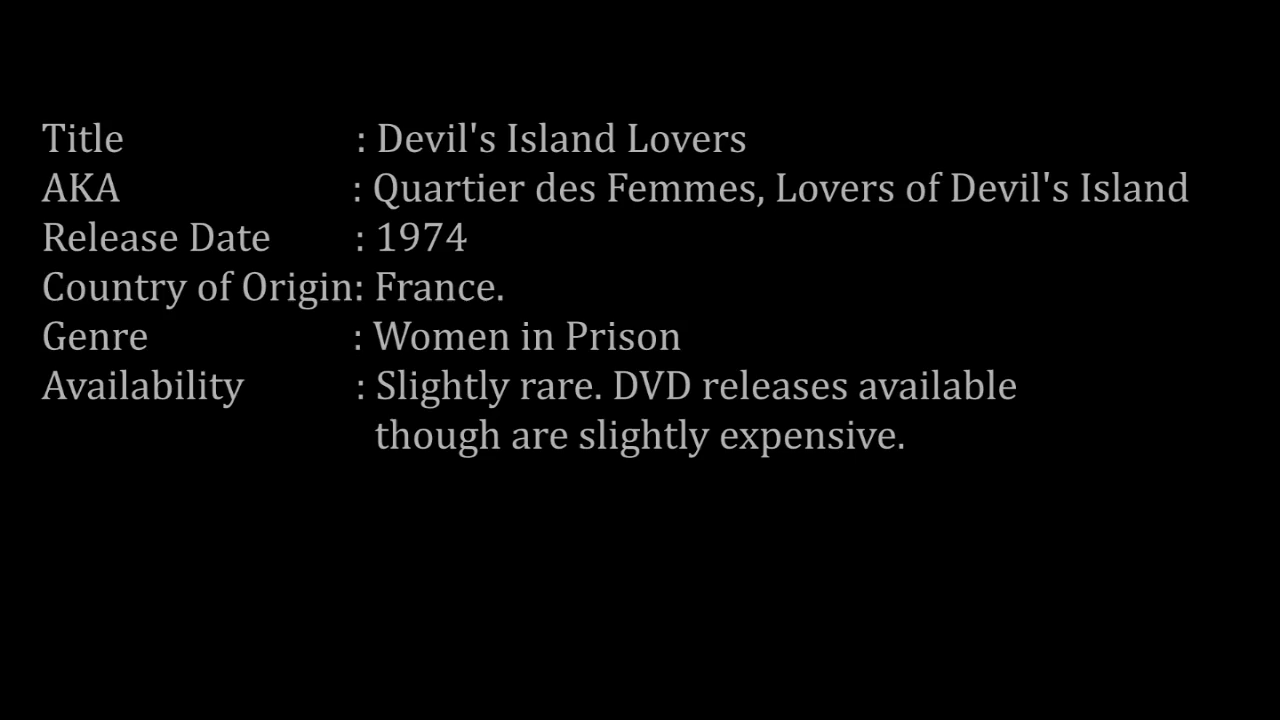 Title : Devil's Island Lovers
AKA : Quartier des Femmes, Lovers of Devil's Island
Release Date : 1974
Country of Origin: France.
Genre : Women in Prison
Availability : Slightly rare. DVD releases available
though are slightly expensive.